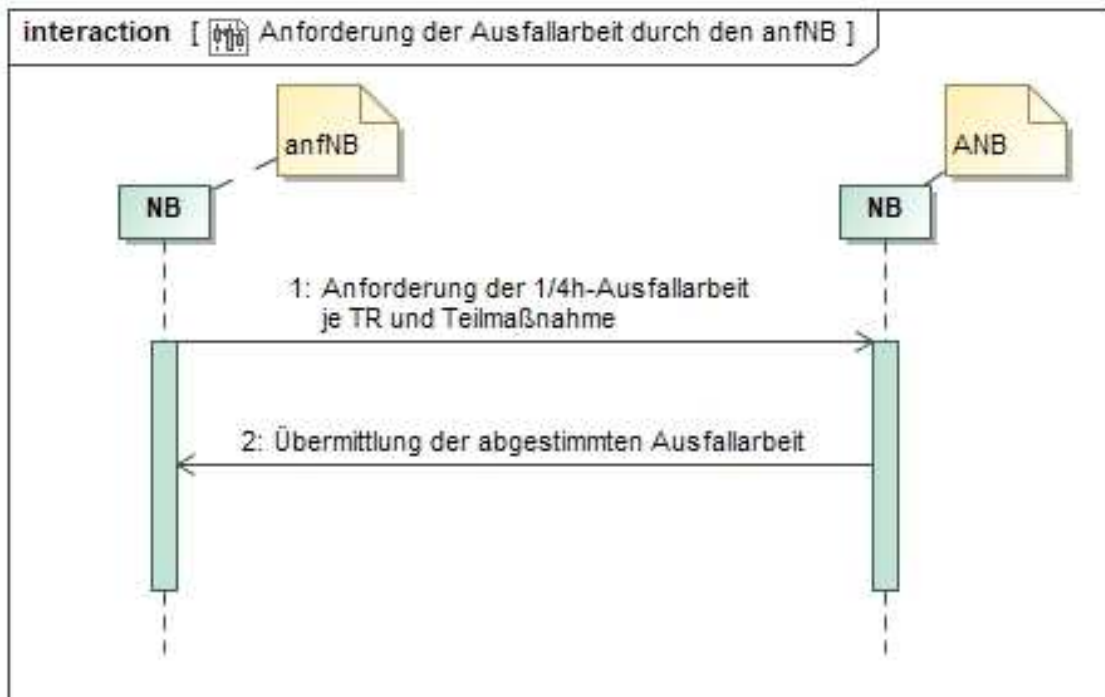 interaction [ Anforderung der Ausfallarbeit durch den anfNB ]
anfNB
ANB
NB
NB
1: Anforderung der 1/4h-Ausfallarbeit
je TR und Teilmaßnahme
2: Übermittlung der abgestimmten Ausfallarbeit